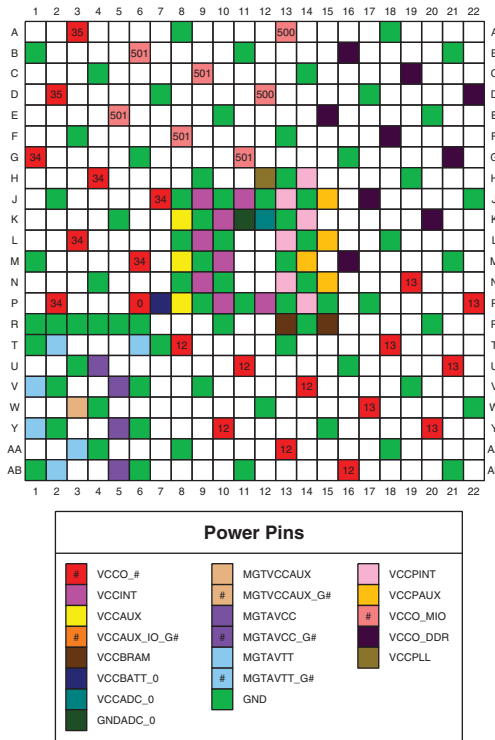 1 2 3 4 5 6 7 8 9 10 11 12 13 14 15 16 17 18 19 20 21 22
A 35 500
B 501
C 501
D 35 500
E 501
F 501
G 34 501
H 34
J 34
K
L 34
M 34
N 13
P 34 0 13
R
T 12 13
U 12 13
V 12
W 13
Y 12 13
AA 12
AB 12
1 2 3 4 5 6 7 8 9 10 11 12 13 14 15 16 17 18 19 20 21 22
Power Pins
# VCCO_#
VCCINT
VCCAUX
# VCCAUX_IO_G#
VCCBRAM
VCCBATT_0
VCCADC_0
GNDADC_0
MGTVCCAUX
# MGTVCCAUX_G#
MGTAVCC
# MGTAVCC_G#
MGTAVTT
# MGTAVTT_G#
GND
VCCPINT
VCCPAUX
# VCCO_MIO
VCCO_DDR
VCCPLL